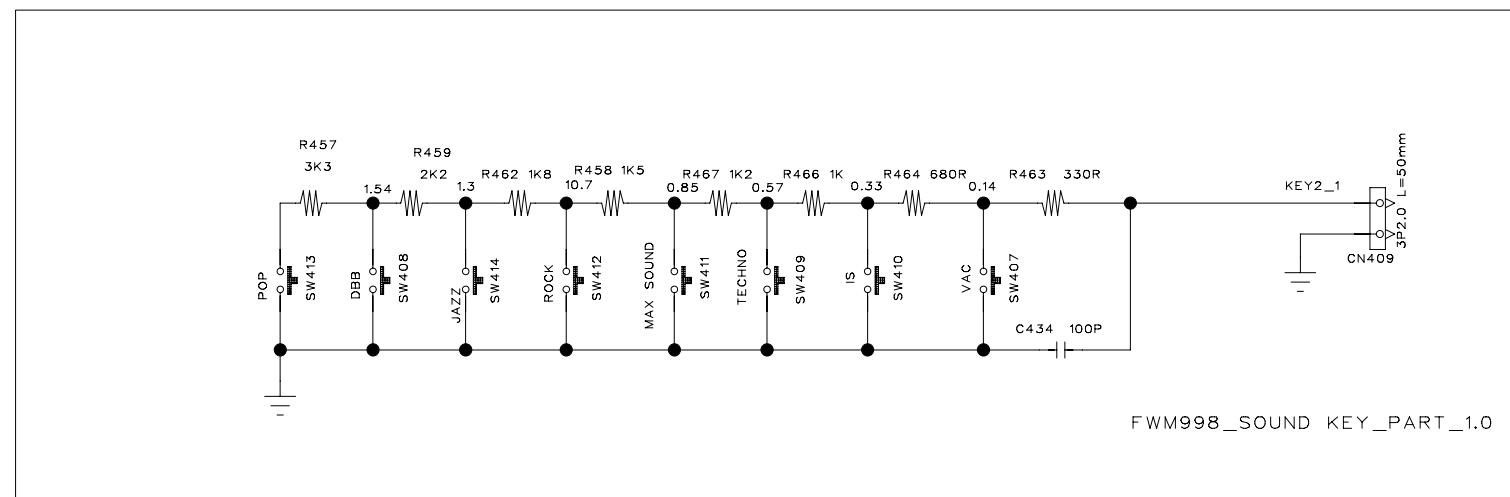 R457
3K3
R459
2K2
R462 1K8
R458 1K5
R467 1K2
R466 1K
R464 680R
R463 330R
1.54
1.3
10.7
0.85
0.57
0.33
0.14
KEY2_1
L=50mm
3P2.0
CN409
POP
SW413
DBB
SW408
JAZZ
SW414
ROCK
SW412
MAX SOUND
SW411
TECHNO
SW409
IS
SW410
VAC
SW407
C434 100P
FWM998_SOUND KEY_PART_1.0